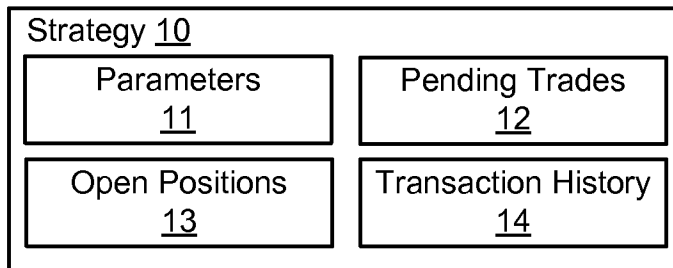 Strategy 10
Parameters
11
Pending Trades
12
Open Positions
13
Transaction History
14